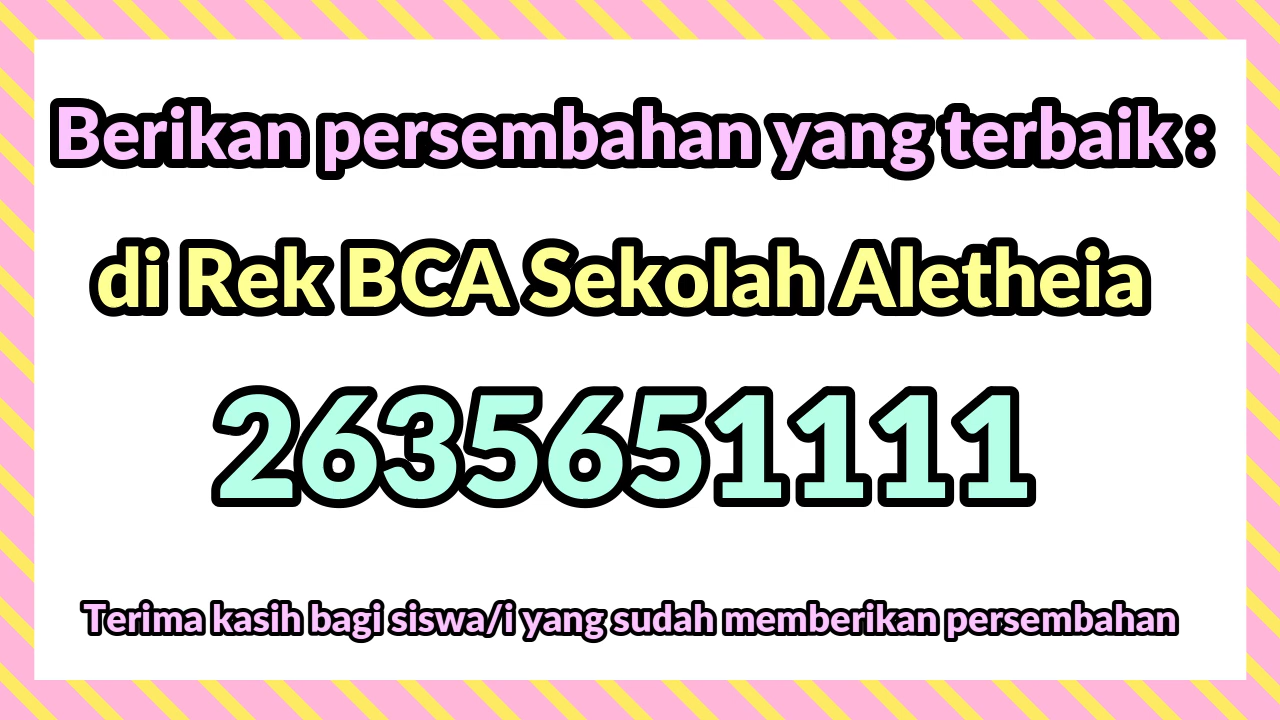 Berikan persembahan yang terbaik :
di Rek BCA Sekolah Aletheia
2635651111
Terima kasih bagi siswa/i yang sudah memberikan persembahan